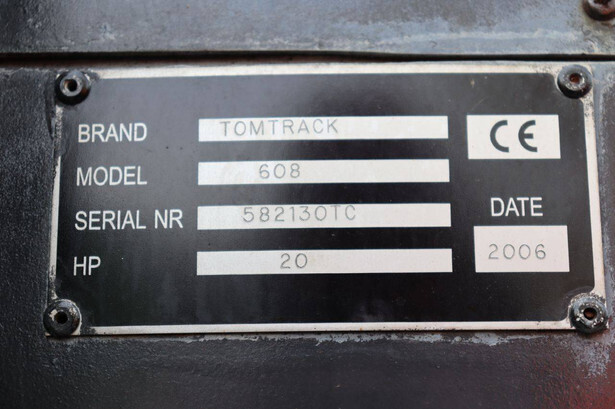 BRAND TOMTRACK
CE
MODEL 608
SERIAL NR 582130TC
DATE
HP 20
2006